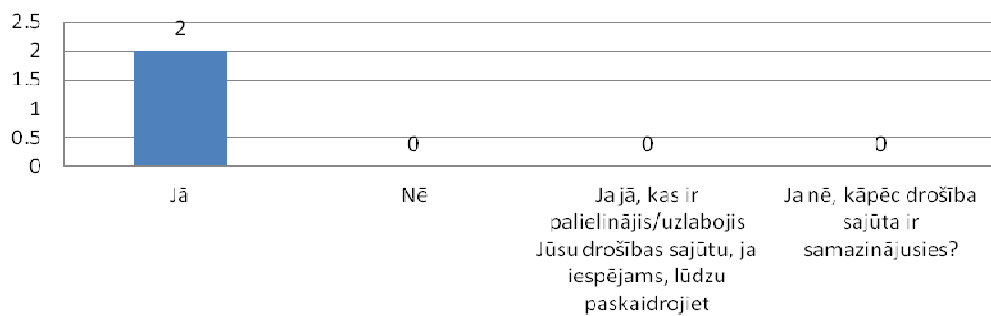 2.5
2
1.5
1
0.5
0
2
0
0
0
Jā
Nē
Ja jā, kas ir
palielinājis/uzlabojis
Jūsu drošības sajūtu, ja
iespējams, lūdzu
paskaidrojiet
Ja nē, kāpēc drošība
sajūta ir
samazinājusies?